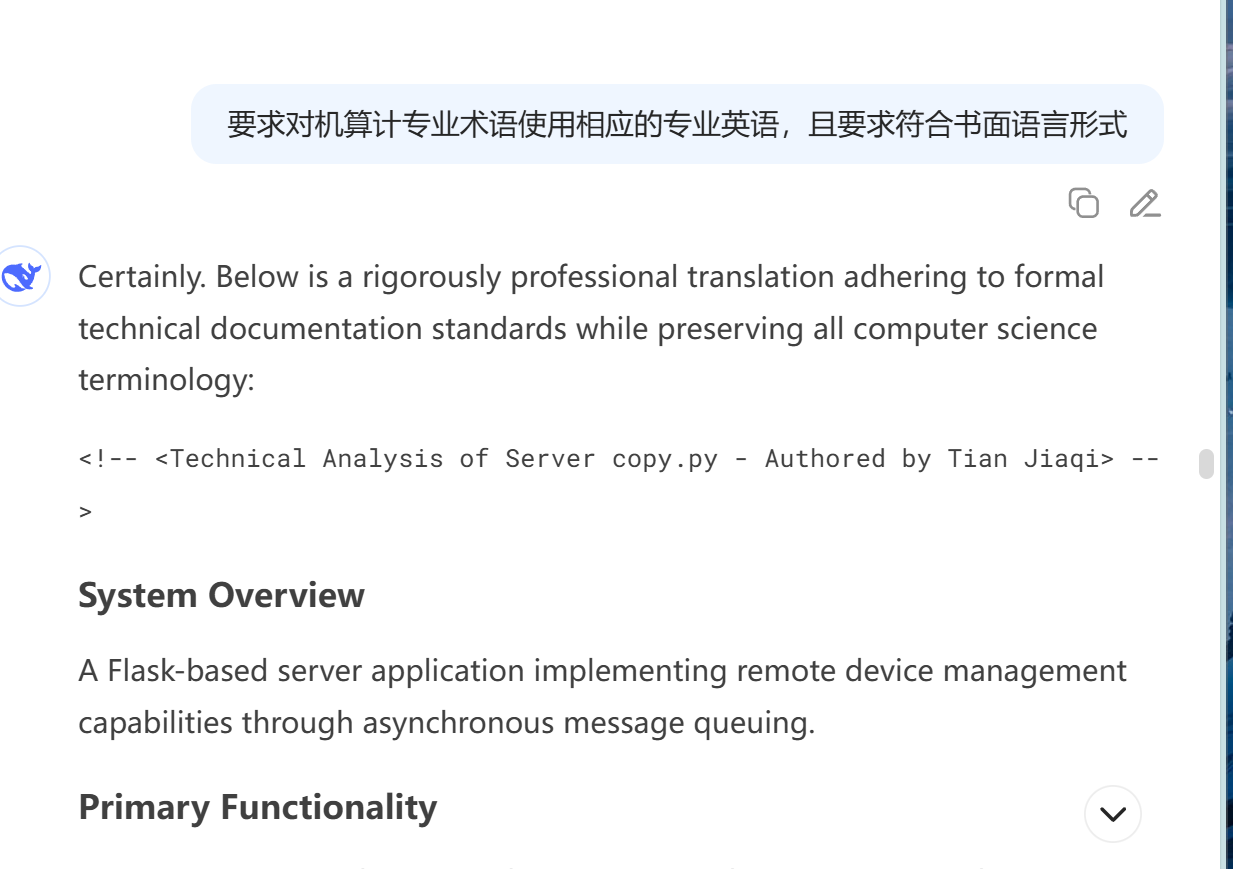 要求对机算计专业术语使用相应的专业英语，且要求符合书面语言形式
Certainly. Below is a rigorously professional translation adhering to formal
technical documentation standards while preserving all computer science
terminology:
<!-- <Technical Analysis of Server copy.py - Authored by Tian Jiaqi> --
>
System Overview
A Flask-based server application implementing remote device management
capabilities through asynchronous message queuing.
Primary Functionality